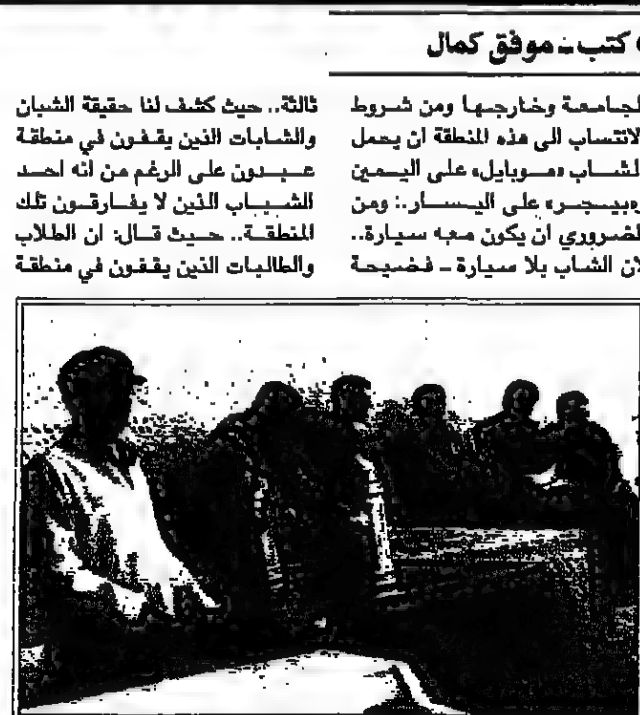 كتب ـ موفق كمال
الجامعة وخارجها ومن شروط
الانتساب الى هذه المنطقة ان يحمل
الشاب «موبايل» على اليمين
«بيجر» على اليسار.: ومن
الضروري ان يكون معه سيارة..
لان الشاب بلا سيارة ـ فضيحة
ثالثة.. حيث كشف لنا حقيقة الشبان
والشابات الذين يقفون في منطقة
عبدون على الرغم من انه احد
الشباب الذين لا يفارقون تلك
المنطقة.. حيث قال: ان الطلاب
والطالبات الذين يقفون في منطقة